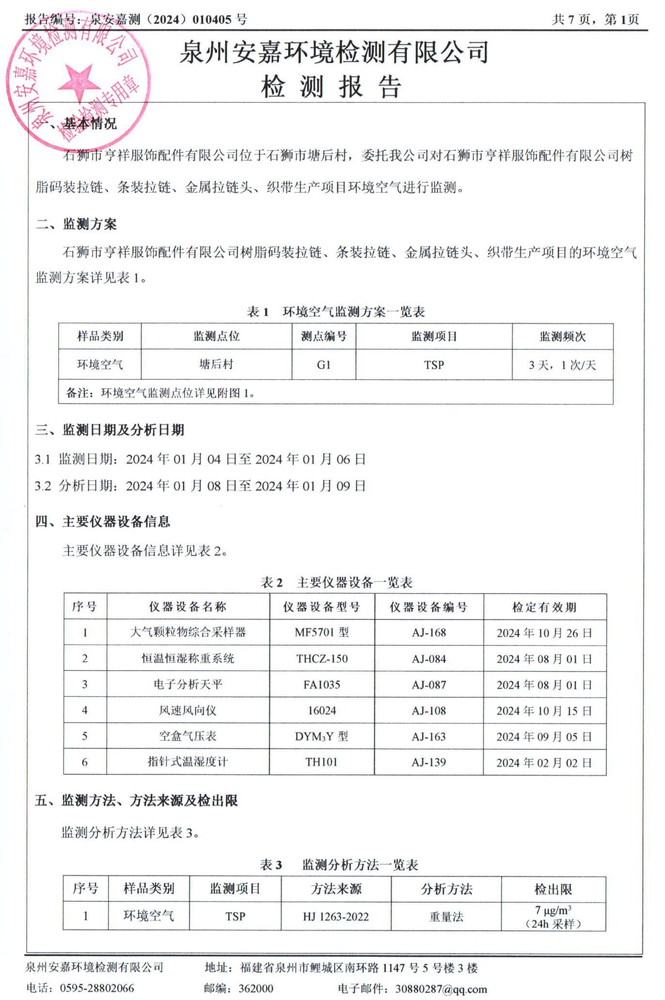 报告编号：泉安嘉测（2024）010405 号
共 7 页，第 1页
泉州安嘉环境检测有限公司
检测报告
泉州安嘉环境检测有限公司
检验检测专用章
一、基本情况
石狮市亨祥服饰配件有限公司位于石狮市塘后村，委托我公司对石狮市亨祥服饰配件有限公司树
脂码装拉链、条装拉链、金属拉链头、织带生产项目环境空气进行监测。
二、监测方案
石狮市亨祥服饰配件有限公司树脂码装拉链、条装拉链、金属拉链头、织带生产项目的环境空气
监测方案详见表 1。
表 1 环境空气监测方案一览表
样品类别 监测点位 测点编号 监测项目 监测频次
环境空气 塘后村 G1 TSP 3 天，1 次/天
备注：环境空气监测点位详见附图 1。
三、监测日期及分析日期
3.1 监测日期：2024 年 01 月 04 日至 2024 年 01 月 06 日
3.2 分析日期：2024 年 01 月 08 日至 2024 年 01 月 09 日
四、主要仪器设备信息
主要仪器设备信息详见表 2。
表 2 主要仪器设备一览表
序号 仪器设备名称 仪器设备型号 仪器设备编号 检定有效期
1 大气颗粒物综合采样器 MF5701 型 AJ-168 2024 年 10 月 26 日
2 恒温恒湿称重系统 THCZ-150 AJ-084 2024 年 08 月 01 日
3 电子分析天平 FA1035 AJ-087 2024 年 08 月 01 日
4 风速风向仪 16024 AJ-108 2024 年 10 月 15 日
5 空盒气压表 DYM₃Y 型 AJ-163 2024 年 09 月 05 日
6 指针式温湿度计 TH101 AJ-139 2024 年 02 月 02 日
五、监测方法、方法来源及检出限
监测分析方法详见表 3。
表 3 监测分析方法一览表
序号 样品类别 监测项目 方法来源 分析方法 检出限
1 环境空气 TSP HJ 1263-2022 重量法 7 μg/m³
（24h 采样）
泉州安嘉环境检测有限公司 地址：福建省泉州市鲤城区南环路 1147 号 5 号楼 3 楼
电话：0595-28802066 邮编：362000 电子邮件：30880287@qq.com